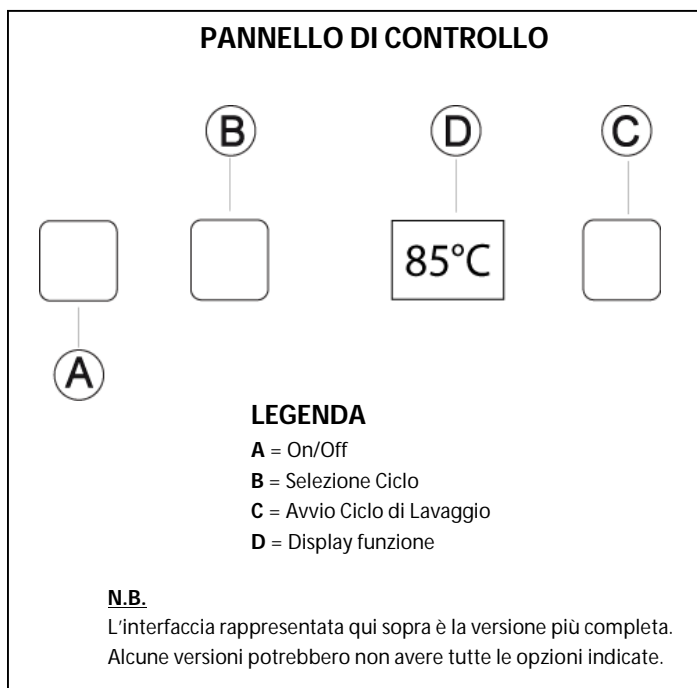 PANNELLO DI CONTROLLO
B D C
85°C
A
LEGENDA
A = On/Off
B = Selezione Ciclo
C = Avvio Ciclo di Lavaggio
D = Display funzione
N.B.
L'interfaccia rappresentata qui sopra è la versione più completa.
Alcune versioni potrebbero non avere tutte le opzioni indicate.